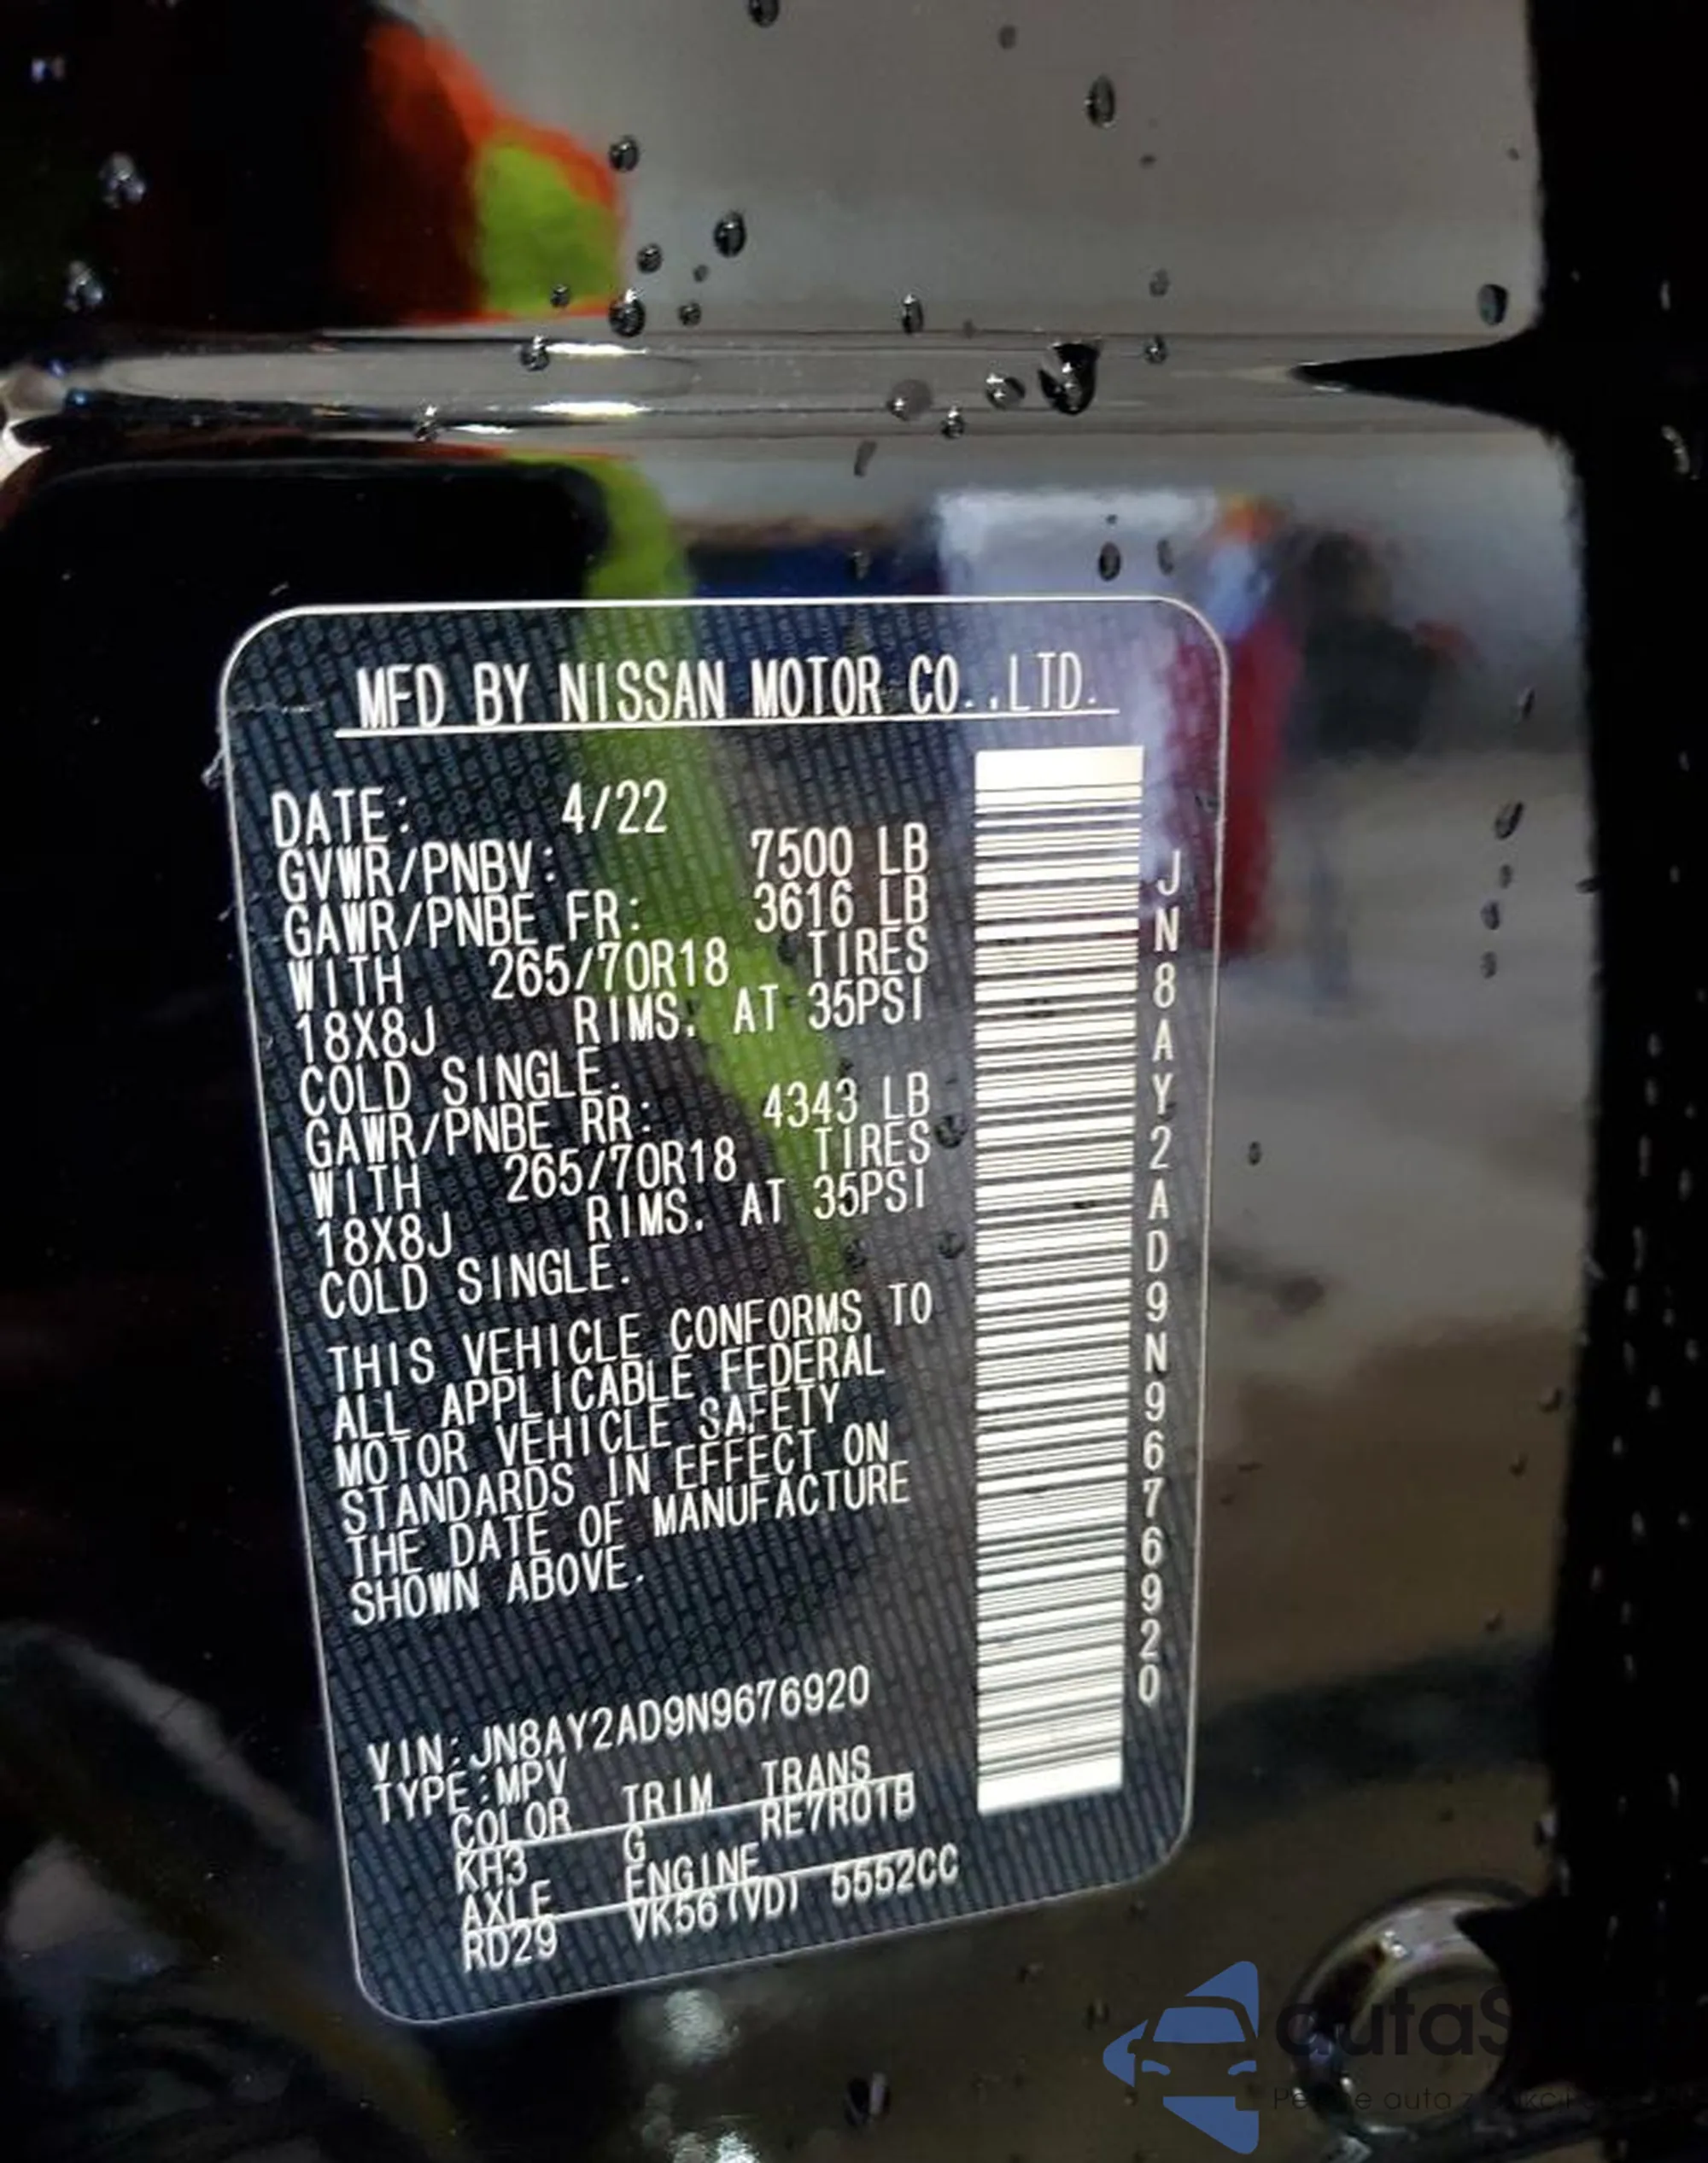 MFD BY NISSAN MOTOR CO.,LTD.
DATE: 4/22
GVWR/PNBV: 7500 LB
GAWR/PNBE FR: 3616 LB
WITH 265/70R18 TIRES
18X8J RIMS. AT 35PSI
COLD SINGLE.
GAWR/PNBE RR: 4343 LB
WITH 265/70R18 TIRES
18X8J RIMS. AT 35PSI
COLD SINGLE.
THIS VEHICLE CONFORMS TO
ALL APPLICABLE FEDERAL
MOTOR VEHICLE SAFETY
STANDARDS IN EFFECT ON
THE DATE OF MANUFACTURE
SHOWN ABOVE.
VIN:JN8AY2AD9N9676920
TYPE:MPV
COLOR TRIM TRANS
KH3 G RE7R01B
AXLE ENGINE
RD29 VK56(VD) 5552CC
JN8AY2AD9N9676920
auta